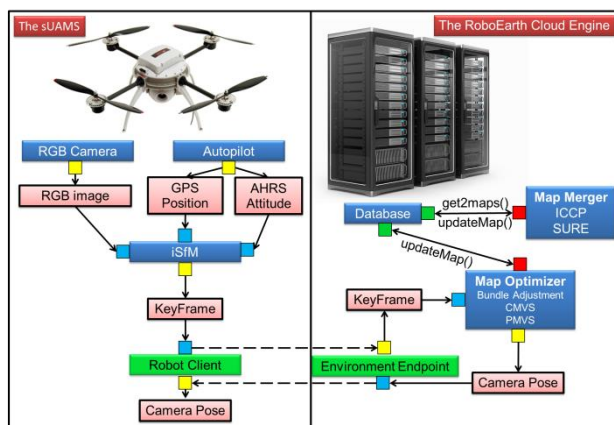 The sUAMS
The RoboEarth Cloud Engine
RGB Camera
Autopilot
RGB image
GPS
Position
AHRS
Attitude
iSfM
KeyFrame
Robot Client
Camera Pose
Database
get2maps()
updateMap()
Map Merger
ICCP
SURE
updateMap()
Map Optimizer
Bundle Adjustment
CMVS
PMVS
KeyFrame
Environment Endpoint
Camera Pose